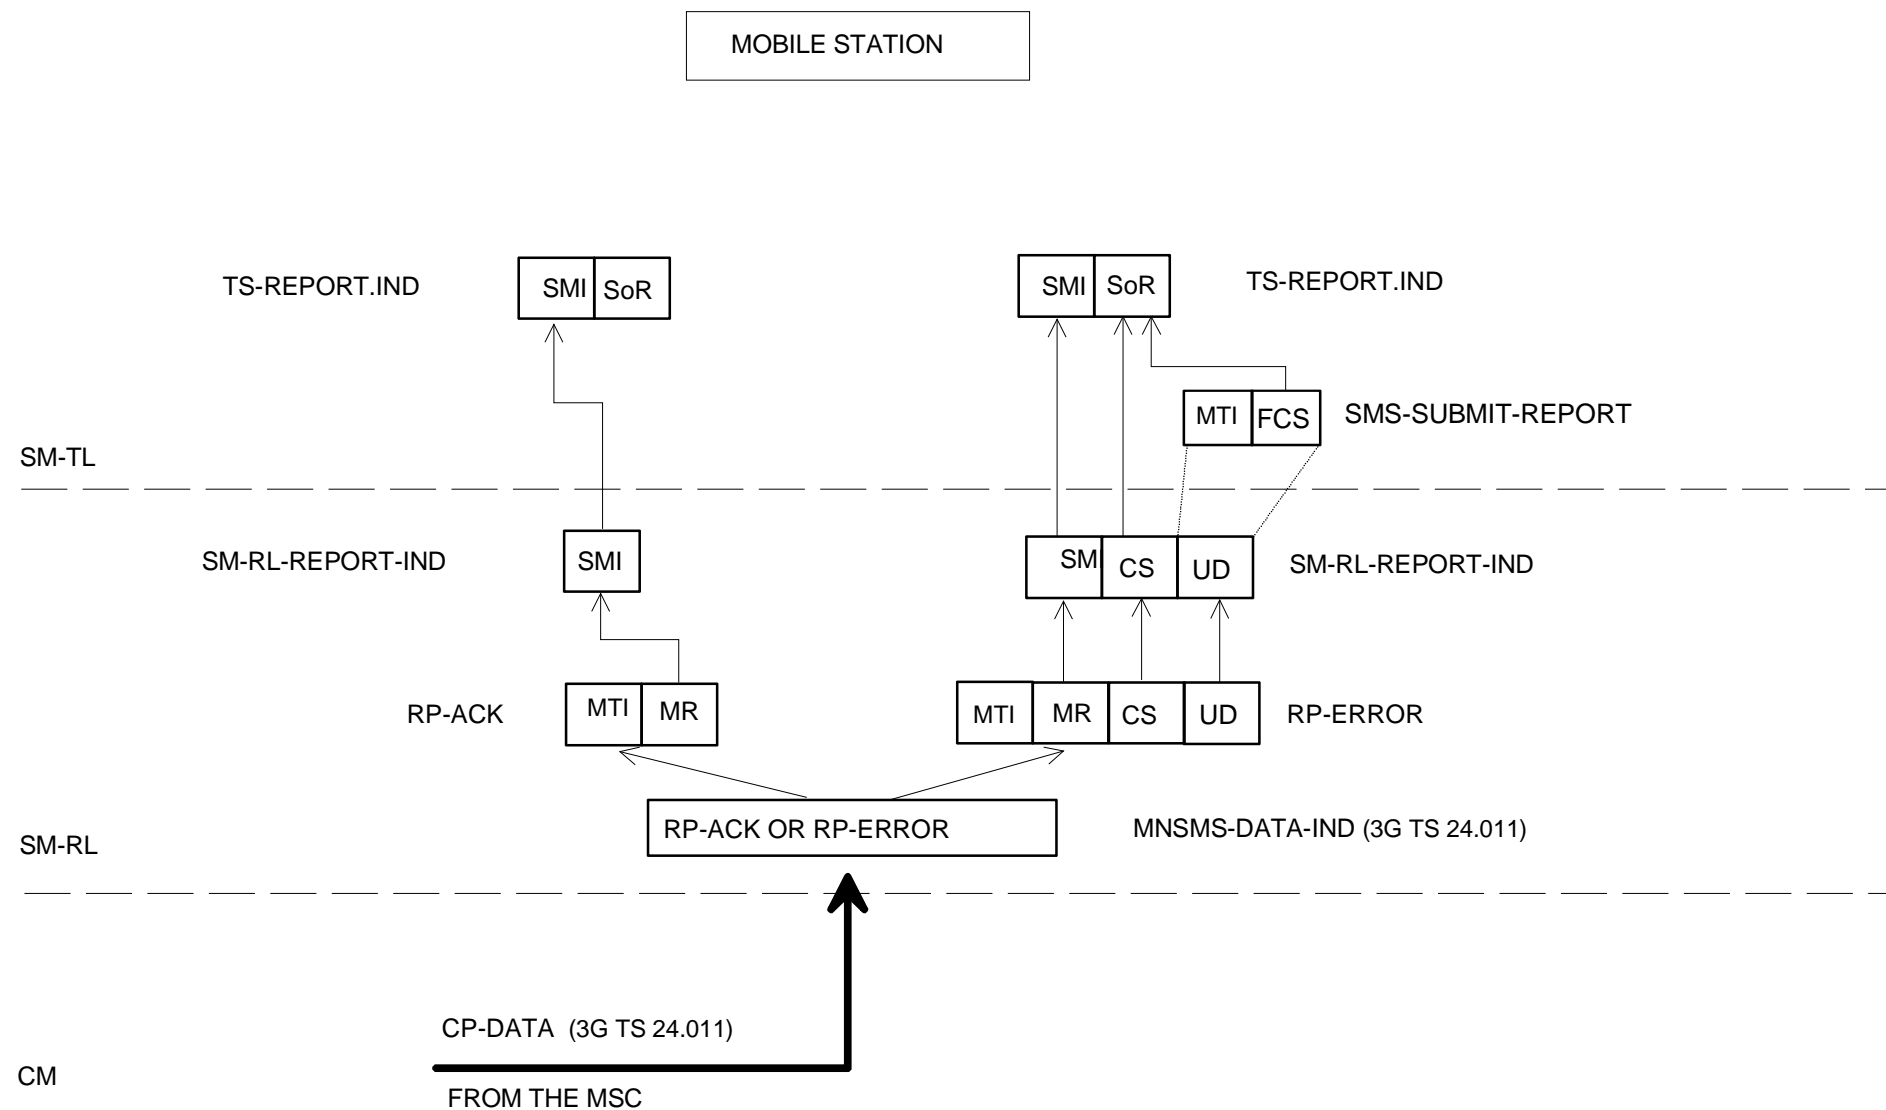 MOBILE STATION
TS-REPORT.IND SMI SoR SMI SoR TS-REPORT.IND
MTI FCS SMS-SUBMIT-REPORT
SM-TL
SM-RL-REPORT-IND SMI SM CS UD SM-RL-REPORT-IND
RP-ACK MTI MR MTI MR CS UD RP-ERROR
RP-ACK OR RP-ERROR MNSMS-DATA-IND (3G TS 24.011)
SM-RL
CP-DATA (3G TS 24.011)
CM
FROM THE MSC